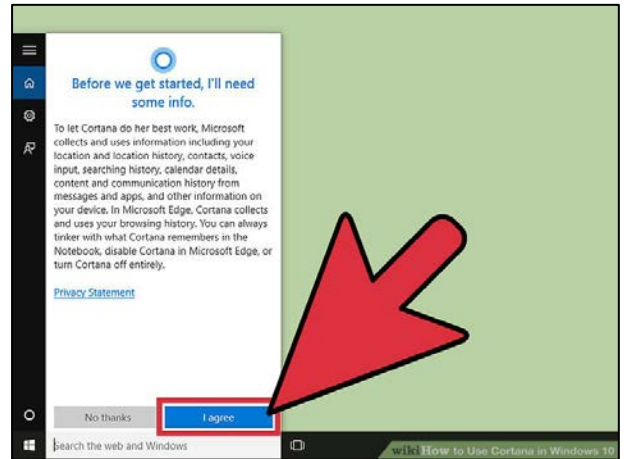 Before we get started, I'll need
some info.
To let Cortana do her best work, Microsoft
collects and uses information including your
location and location history, contacts, voice
input, searching history, calendar details,
content and communication history from
messages and apps, and other information on
your device. In Microsoft Edge, Cortana collects
and uses your browsing history. You can always
tinker with what Cortana remembers in the
Notebook, disable Cortana in Microsoft Edge, or
turn Cortana off entirely.
Privacy Statement
No thanks
I agree
Search the web and Windows
wikiHow to Use Cortana in Windows 10